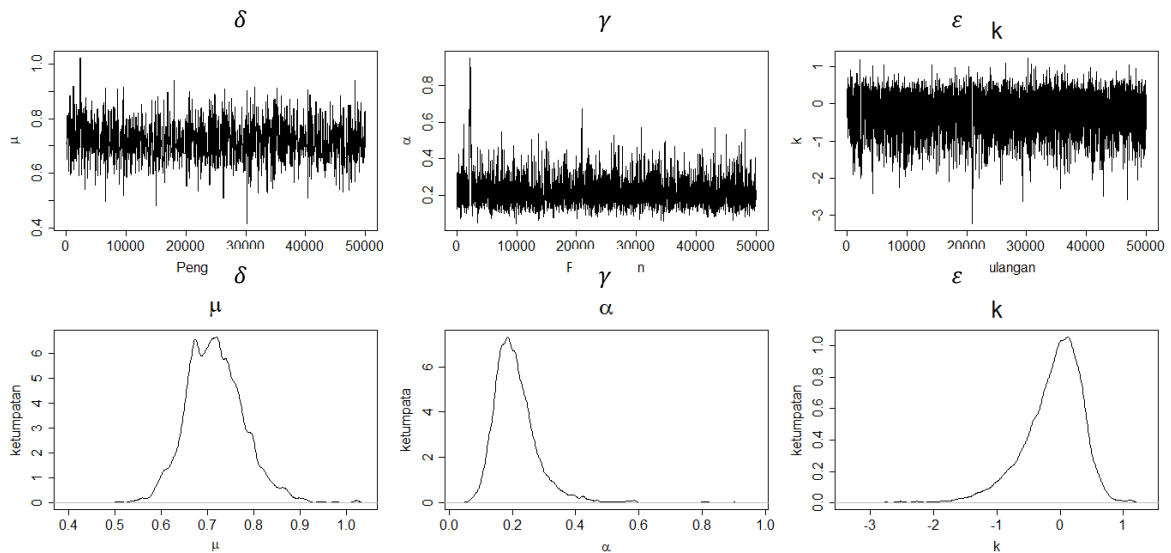 δ γ ε
k
μ 0.4 0.6 0.8 1.0
0 10000 20000 30000 40000 50000
Peng
α 0.2 0.4 0.6 0.8
0 10000 20000 30000 40000 50000
n
k -3 -2 -1 0 1
0 10000 20000 30000 40000 50000
ulangan
δ γ ε
μ α k
ketumpatan 0 1 2 3 4 5 6
0.4 0.5 0.6 0.7 0.8 0.9 1.0
μ
ketumpata 0 2 4 6
0.0 0.2 0.4 0.6 0.8 1.0
α
ketumpatan 0.0 0.2 0.4 0.6 0.8 1.0
-3 -2 -1 0 1
k